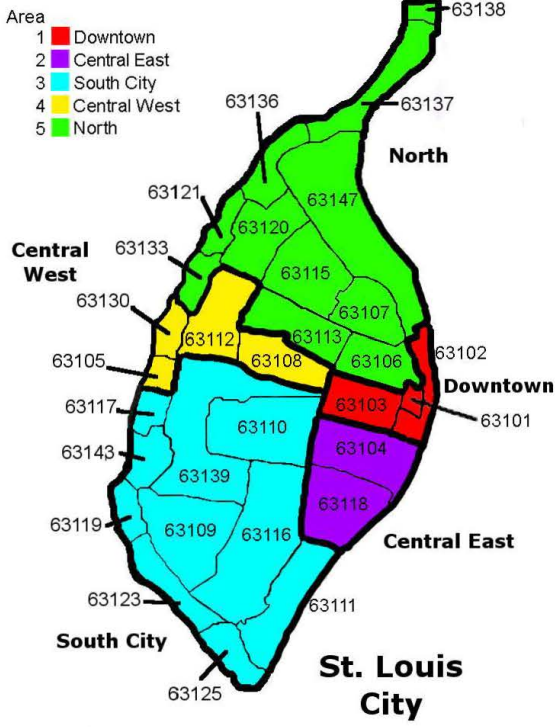 Area
1 Downtown
2 Central East
3 South City
4 Central West
5 North
63138
63136
63137
North
63121
63147
63120
Central
West
63133
63115
63130
63107
63112
63113
63102
63108
63106
63105
Downtown
63103
63117
63101
63110
63104
63143
63139
63118
63119
63109
63116
Central East
63123
63111
South City
St. Louis
City
63125